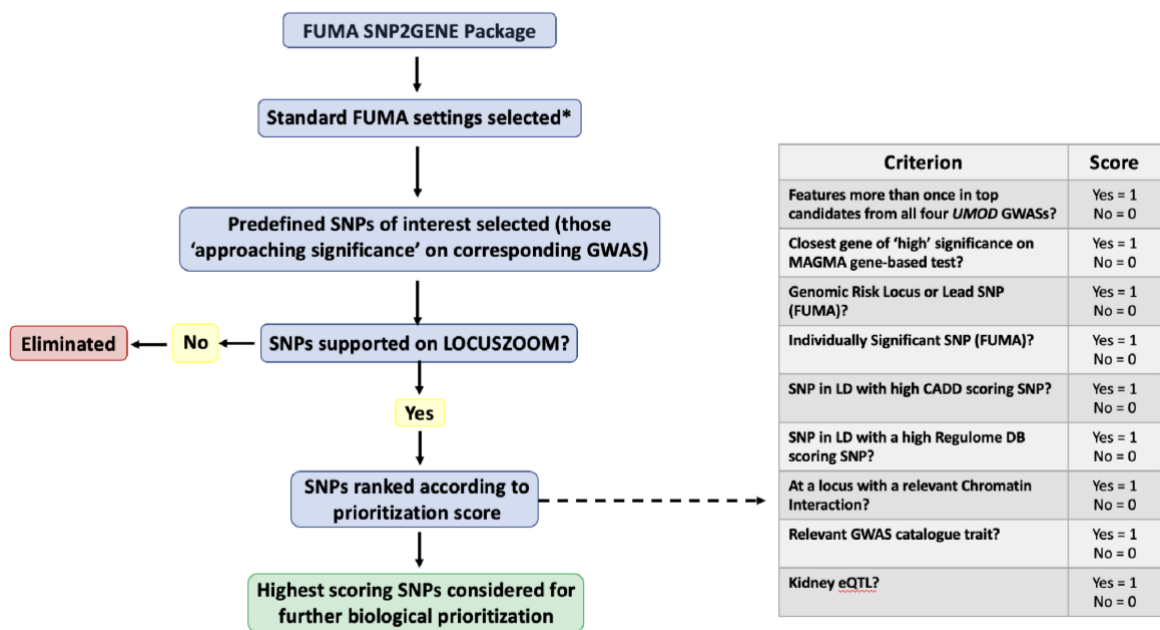 FUMA SNP2GENE Package
Standard FUMA settings selected*
Predefined SNPs of interest selected (those
‘approaching significance’ on corresponding GWAS)
SNPs supported on LOCUSZOOM?
No
Eliminated
Yes
SNPs ranked according to
prioritization score
Highest scoring SNPs considered for
further biological prioritization
Criterion Score
Features more than once in top Yes = 1
candidates from all four UMOD GWASs? No = 0
Closest gene of ‘high’ significance on Yes = 1
MAGMA gene-based test? No = 0
Genomic Risk Locus or Lead SNP Yes = 1
(FUMA)? No = 0
Individually Significant SNP (FUMA)? Yes = 1
No = 0
SNP in LD with high CADD scoring SNP? Yes = 1
No = 0
SNP in LD with a high Regulome DB Yes = 1
scoring SNP? No = 0
At a locus with a relevant Chromatin Yes = 1
Interaction? No = 0
Relevant GWAS catalogue trait? Yes = 1
No = 0
Kidney eQTL? Yes = 1
No = 0